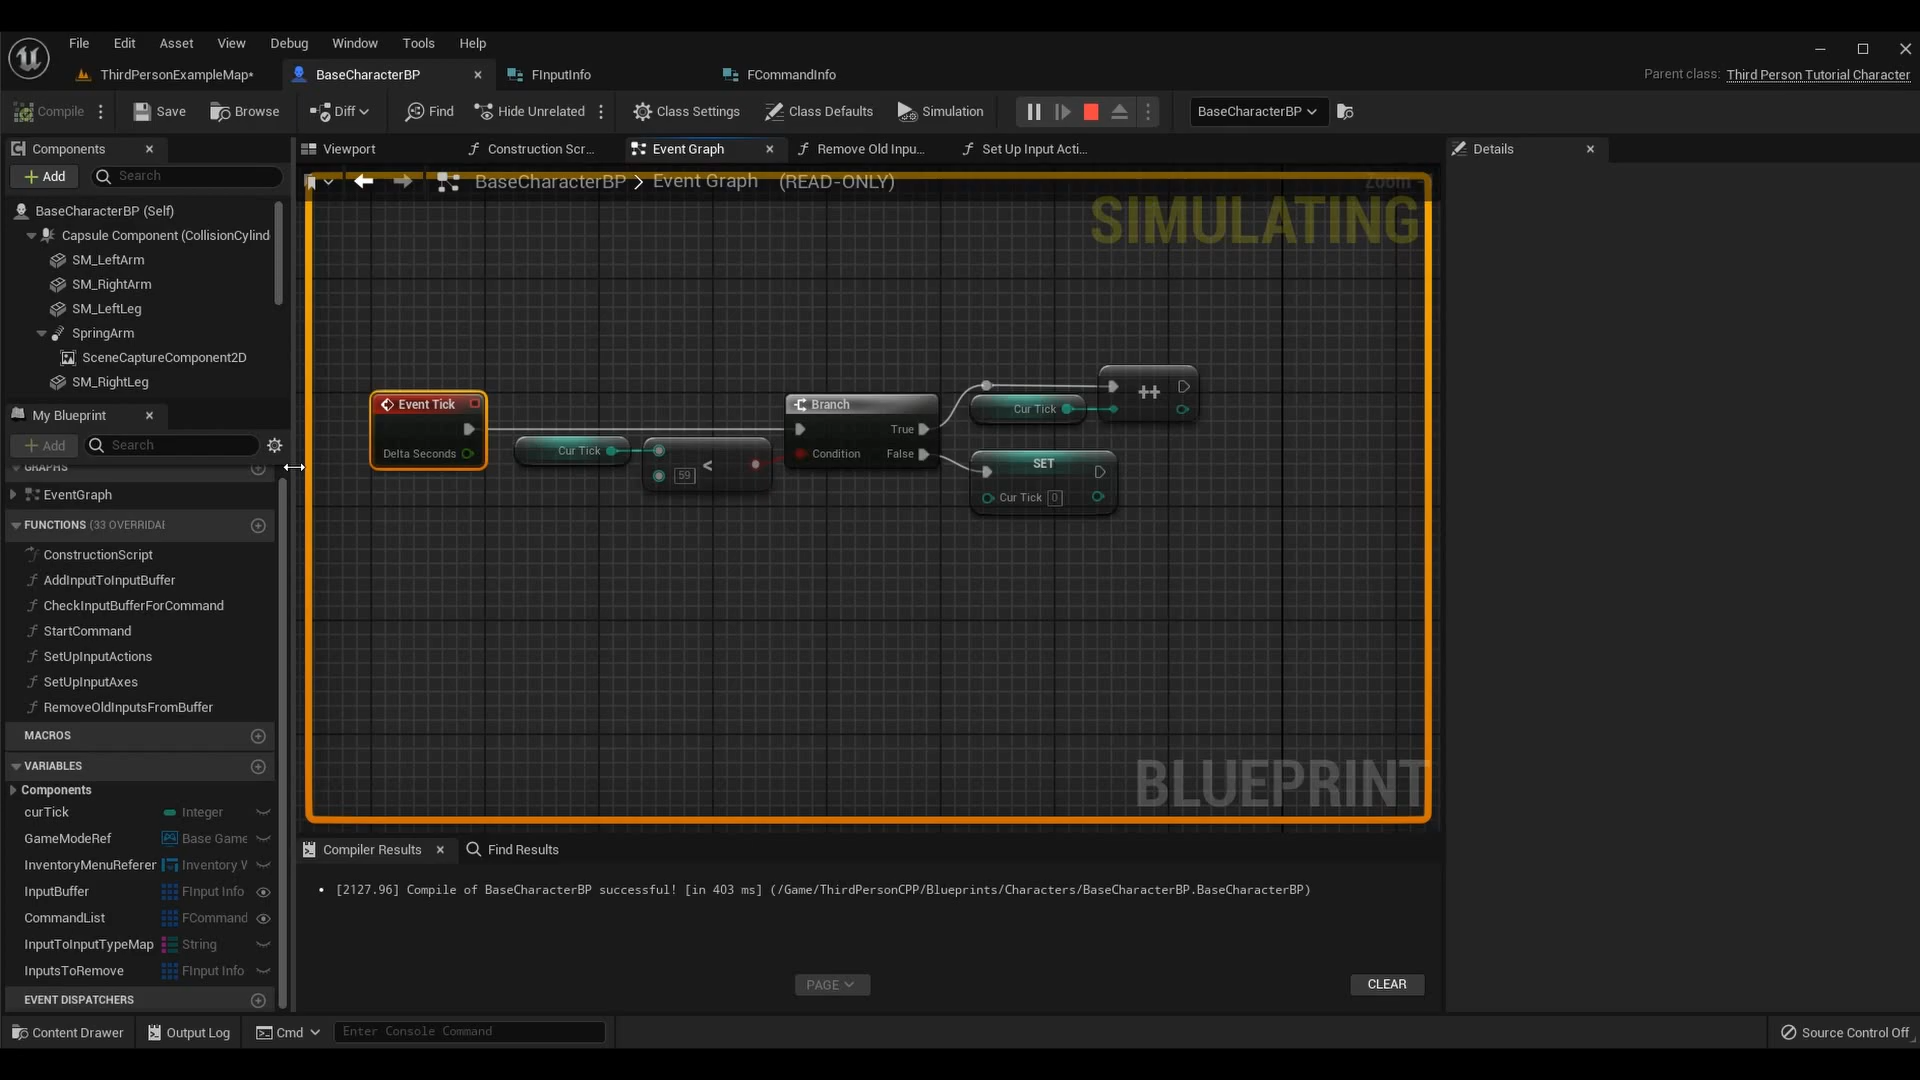 File Edit Asset View Debug Window Tools Help
ThirdPersonExampleMap* BaseCharacterBP FInputInfo FCommandInfo Parent class: Third Person Tutorial Character
Compile Save Browse Diff Find Hide Unrelated Class Settings Class Defaults Simulation BaseCharacterBP
Components Viewport Construction Scr... Event Graph Remove Old Inpu... Set Up Input Acti... Details
Add Search
BaseCharacterBP > Event Graph (READ-ONLY) Zoom
SIMULATING
BaseCharacterBP (Self)
Capsule Component (CollisionCylind
SM_LeftArm
SM_RightArm
SM_LeftLeg
SpringArm
SceneCaptureComponent2D
SM_RightLeg
My Blueprint
Add Search
GRAPHS
EventGraph
FUNCTIONS (33 OVERRIDAB
ConstructionScript
AddInputToInputBuffer
CheckInputBufferForCommand
StartCommand
SetUpInputActions
SetUpInputAxes
RemoveOldInputsFromBuffer
MACROS
VARIABLES
Components
curTick Integer
GameModeRef Base Game
InventoryMenuReferer Inventory W
InputBuffer FInput Info
CommandList FCommand
InputToInputTypeMap String
InputsToRemove FInput Info
EVENT DISPATCHERS
Event Tick
Delta Seconds
Cur Tick
59 <
Branch
True
Condition False
Cur Tick
++
SET
Cur Tick 0
BLUEPRINT
Compiler Results Find Results
• [2127.96] Compile of BaseCharacterBP successful! [in 403 ms] (/Game/ThirdPersonCPP/Blueprints/Characters/BaseCharacterBP.BaseCharacterBP)
PAGE CLEAR
Content Drawer Output Log Cmd Enter Console Command Source Control Off